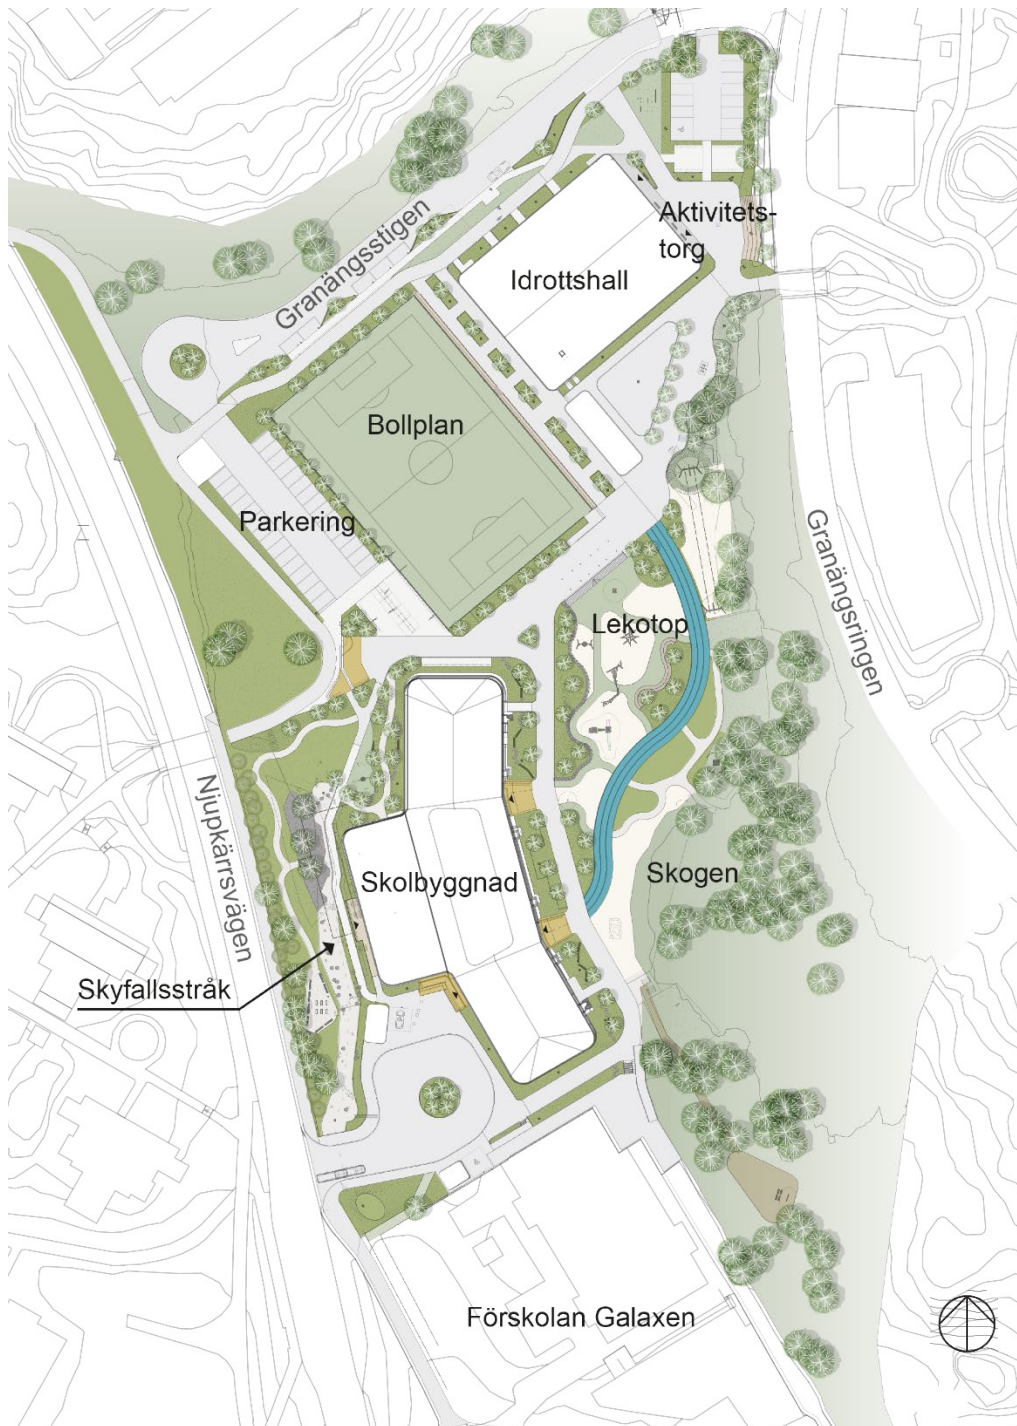 Aktivitets-
torg
Granängsstigen
Idrottshall
Bollplan
Parkering
Granängsringen
Lekotop
Njupkärrsvägen
Skolbyggnad
Skogen
Skyfallsstråk
Förskolan Galaxen